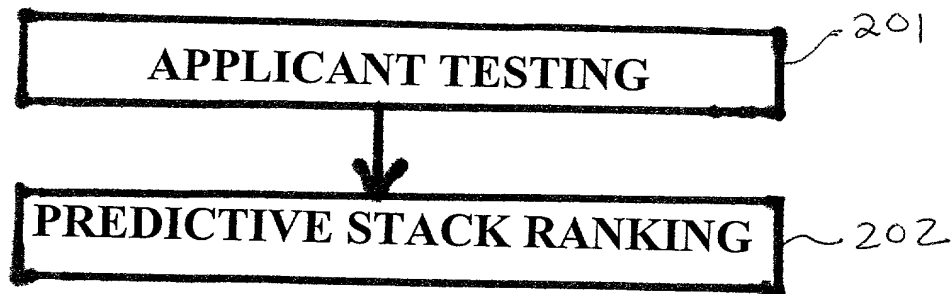 201
APPLICANT TESTING
PREDICTIVE STACK RANKING
202